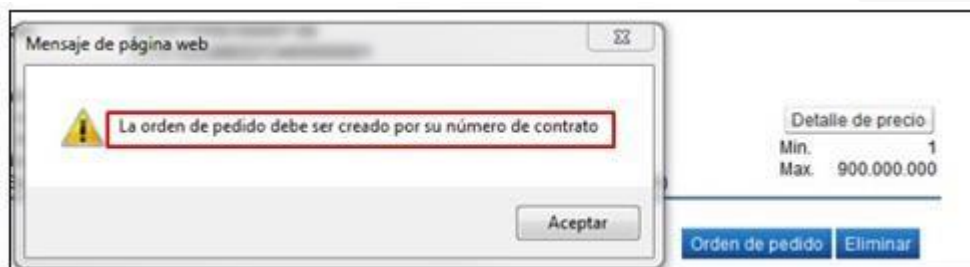 Mensaje de página web
La orden de pedido debe ser creado por su número de contrato
Aceptar
Detalle de precio
Min. 1
Max. 900.000.000
Orden de pedido
Eliminar